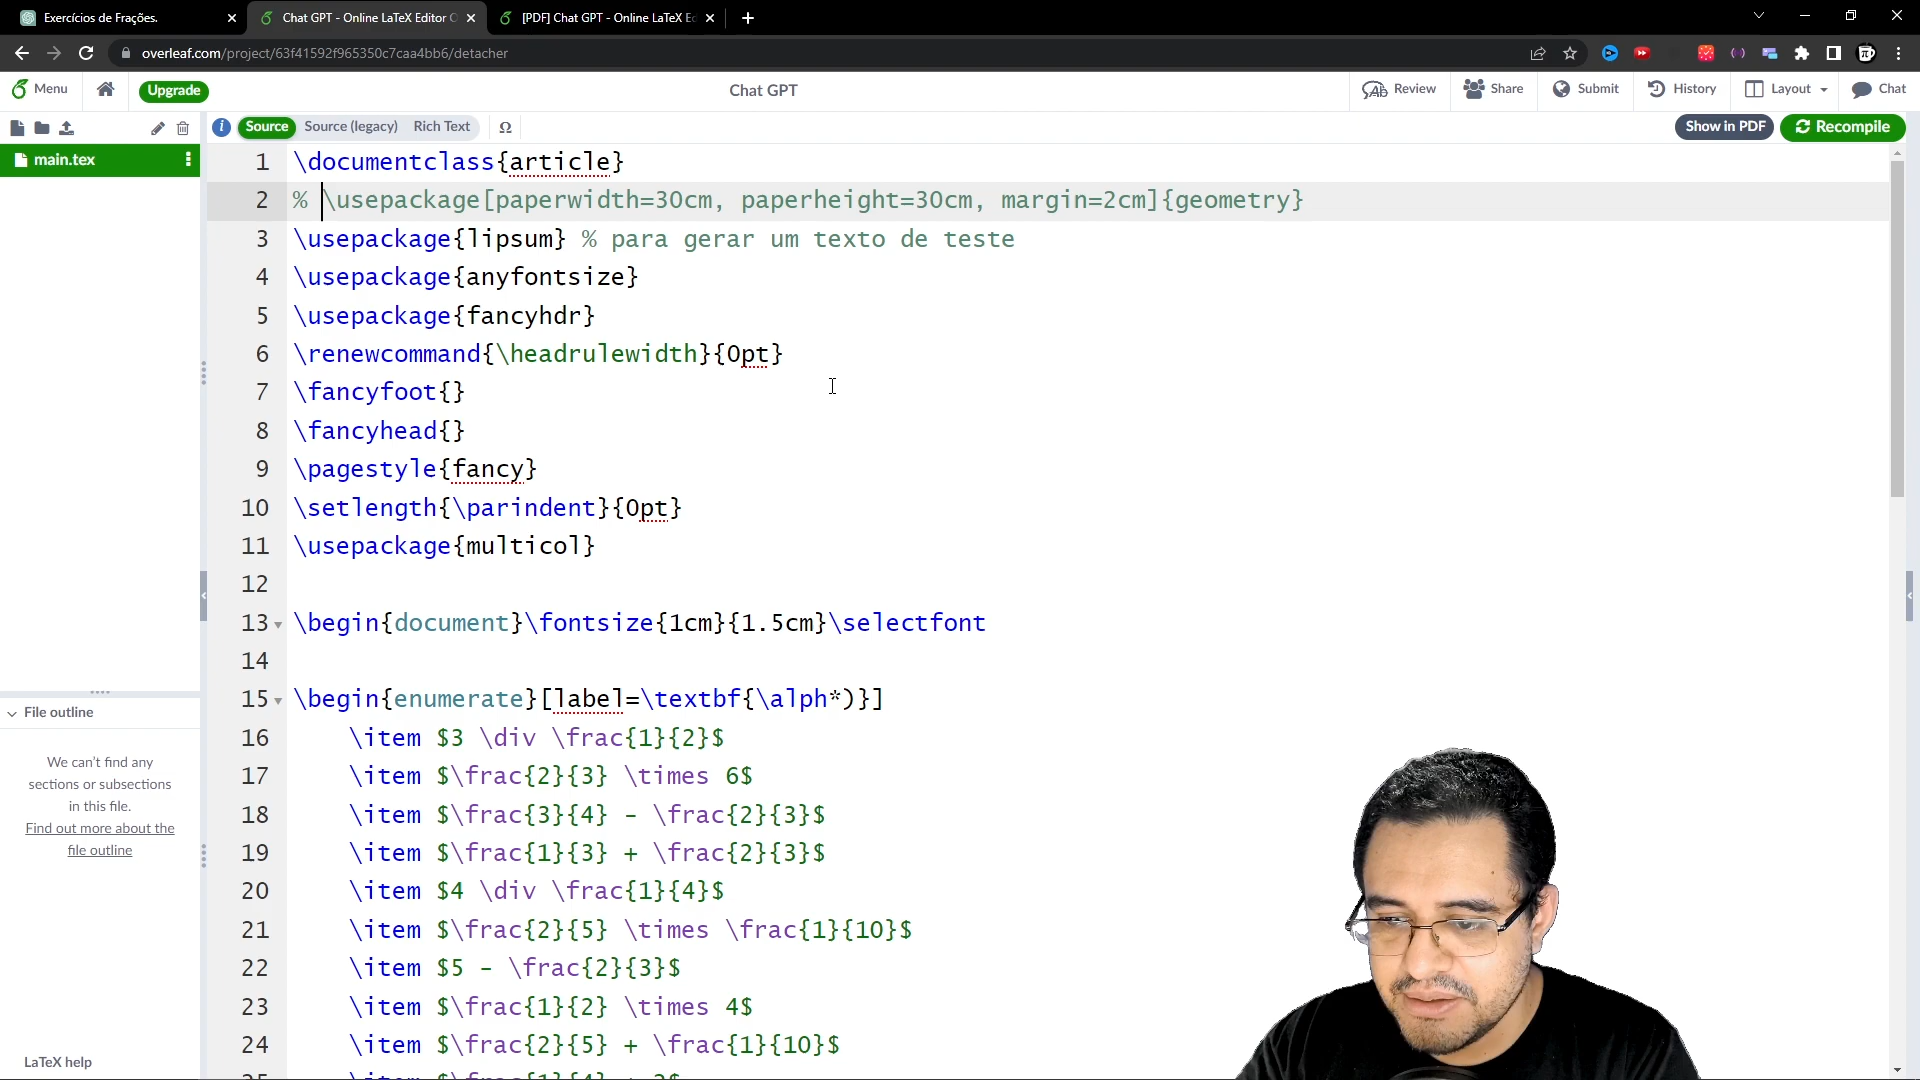 Exercícios de Frações.
Chat GPT - Online LaTeX Editor O
[PDF] Chat GPT - Online LaTeX Ed
overleaf.com/project/63f41592f965350c7caa4bb6/detacher
Menu
Upgrade
Chat GPT
Review
Share
Submit
History
Layout
Chat
Source
Source (legacy)
Rich Text
Ω
Show in PDF
Recompile
main.tex
1 \documentclass{article}
2 % \usepackage[paperwidth=30cm, paperheight=30cm, margin=2cm]{geometry}
3 \usepackage{lipsum} % para gerar um texto de teste
4 \usepackage{anyfontsize}
5 \usepackage{fancyhdr}
6 \renewcommand{\headrulewidth}{0pt}
7 \fancyfoot{}
8 \fancyhead{}
9 \pagestyle{fancy}
10 \setlength{\parindent}{0pt}
11 \usepackage{multicol}
12
13 \begin{document}\fontsize{1cm}{1.5cm}\selectfont
14
15 \begin{enumerate}[label=\textbf{\alph*)}]
16 \item $3 \div \frac{1}{2}$
17 \item $\frac{2}{3} \times 6$
18 \item $\frac{3}{4} - \frac{2}{3}$
19 \item $\frac{1}{3} + \frac{2}{3}$
20 \item $4 \div \frac{1}{4}$
21 \item $\frac{2}{5} \times \frac{1}{10}$
22 \item $5 - \frac{2}{3}$
23 \item $\frac{1}{2} \times 4$
24 \item $\frac{2}{5} + \frac{1}{10}$
File outline
We can't find any
sections or subsections
in this file.
Find out more about the
file outline
LaTeX help